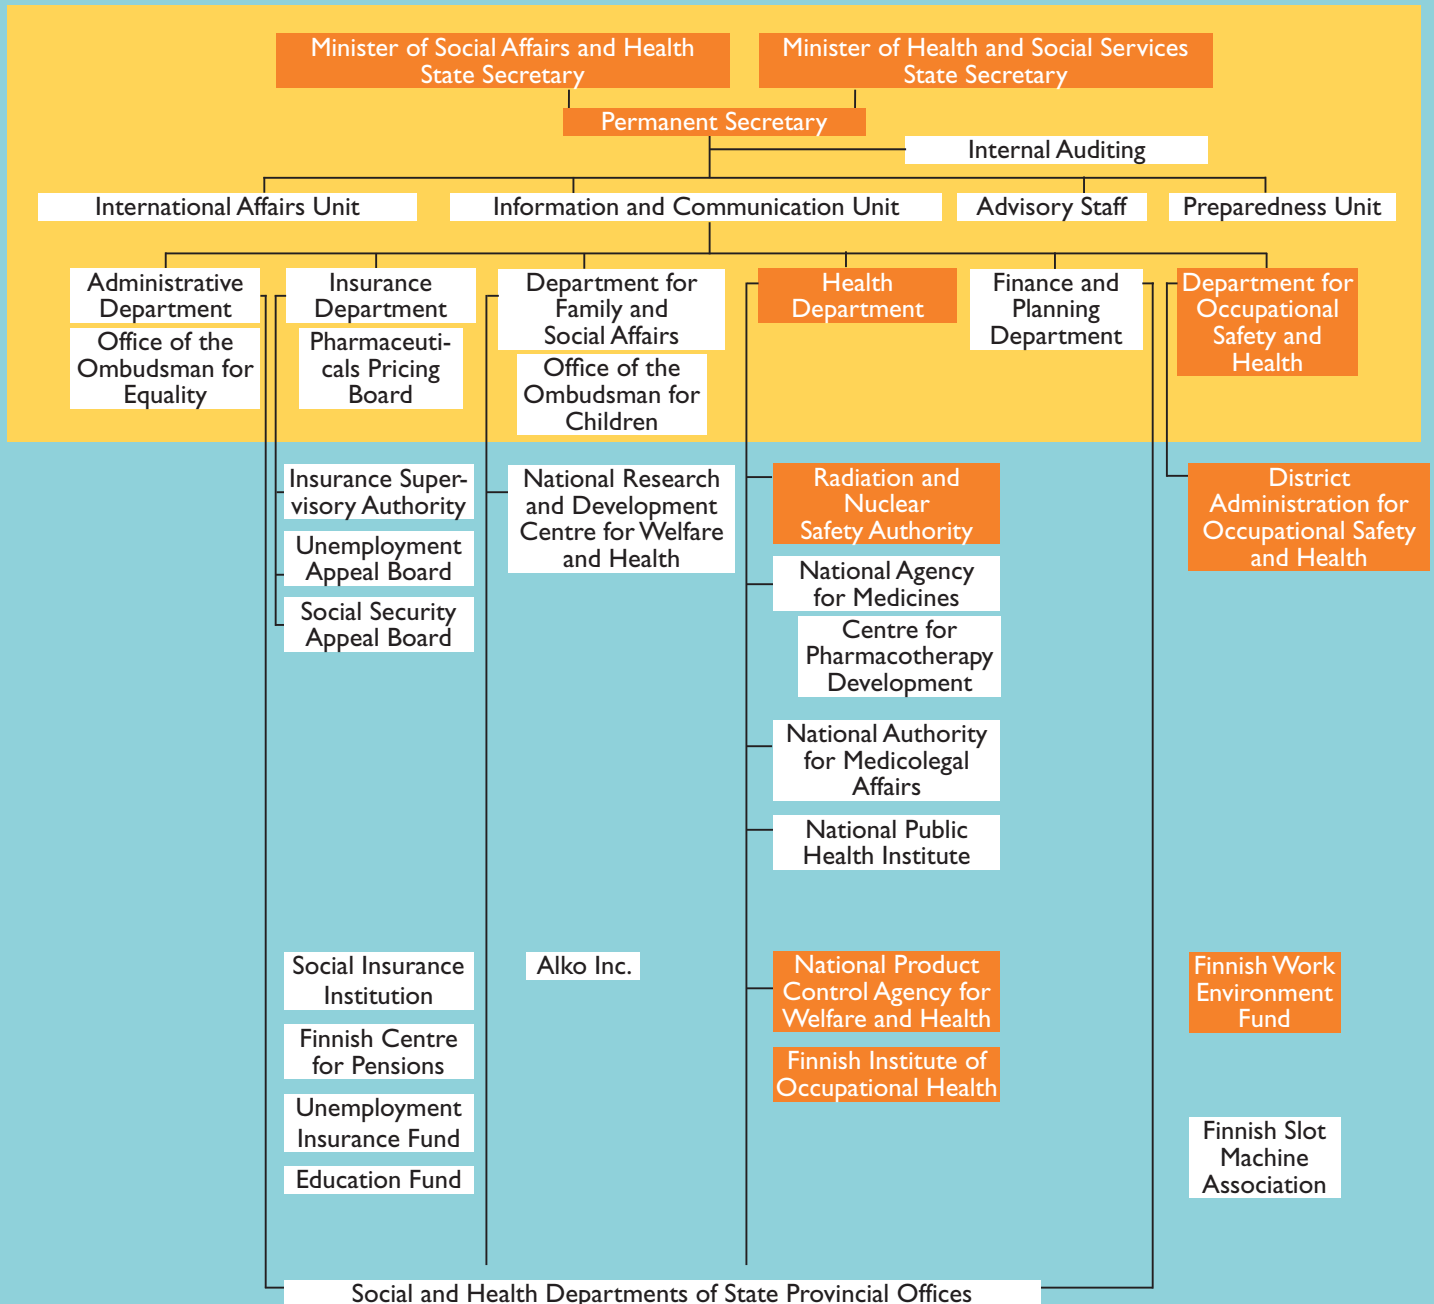 Minister of Social Affairs and Health
State Secretary
Minister of Health and Social Services
State Secretary
Permanent Secretary
Internal Auditing
International Affairs Unit
Information and Communication Unit
Advisory Staff
Preparedness Unit
Administrative
Department
Office of the
Ombudsman for
Equality
Insurance
Department
Pharmaceuti-
cals Pricing
Board
Department for
Family and
Social Affairs
Office of the
Ombudsman for
Children
Health
Department
Finance and
Planning
Department
Department for
Occupational
Safety and
Health
Insurance Super-
visory Authority
Unemployment
Appeal Board
Social Security
Appeal Board
National Research
and Development
Centre for Welfare
and Health
Radiation and
Nuclear
Safety Authority
National Agency
for Medicines
Centre for
Pharmacotherapy
Development
National Authority
for Medicolegal
Affairs
National Public
Health Institute
District
Administration for
Occupational Safety
and Health
Social Insurance
Institution
Finnish Centre
for Pensions
Unemployment
Insurance Fund
Education Fund
Alko Inc.
National Product
Control Agency for
Welfare and Health
Finnish Institute of
Occupational Health
Finnish Work
Environment
Fund
Finnish Slot
Machine
Association
Social and Health Departments of State Provincial Offices